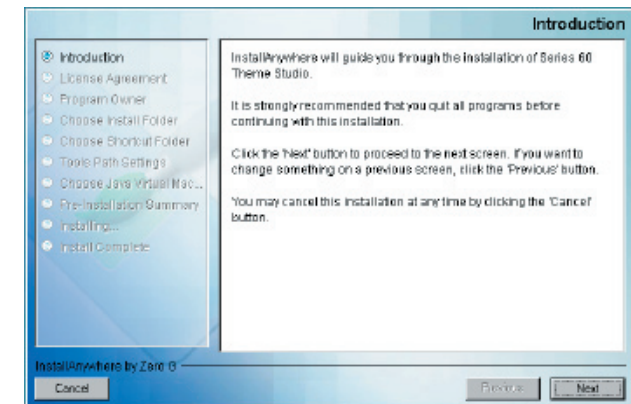 Introduction
Introduction
License Agreement
Program Owner
Choose Install Folder
Choose Shortcut Folder
Tools Path Settings
Choose Java Virtual Mac...
Pre-Installation Summary
Installing...
Install Complete
InstallAnywhere will guide you through the installation of Series 60
Theme Studio.
It is strongly recommended that you quit all programs before
continuing with this installation.
Click the 'Next' button to proceed to the next screen. If you want to
change something on a previous screen, click the 'Previous' button.
You may cancel this installation at any time by clicking the 'Cancel'
button.
InstallAnywhere by Zero G
Cancel
Previous
Next